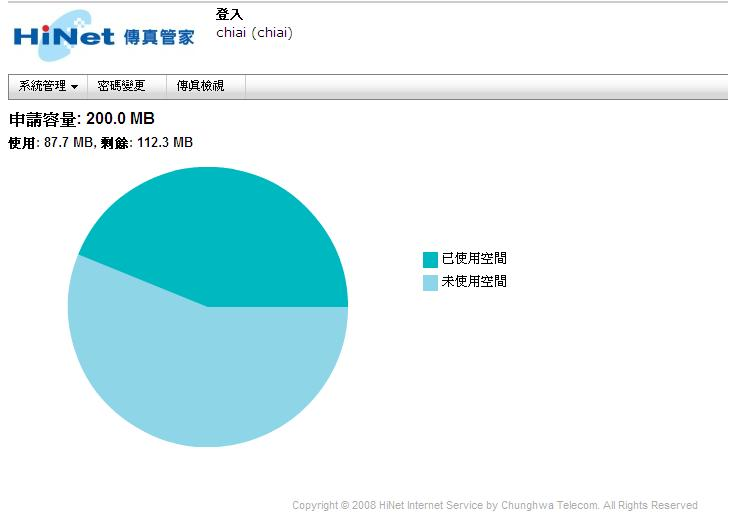 HiNet 傳真管家
登入
chiai (chiai)
系統管理 密碼變更 傳真檢視
申請容量: 200.0 MB
使用: 87.7 MB, 剩餘: 112.3 MB
已使用空間
未使用空間
Copyright © 2008 HiNet Internet Service by Chunghwa Telecom. All Rights Reserved